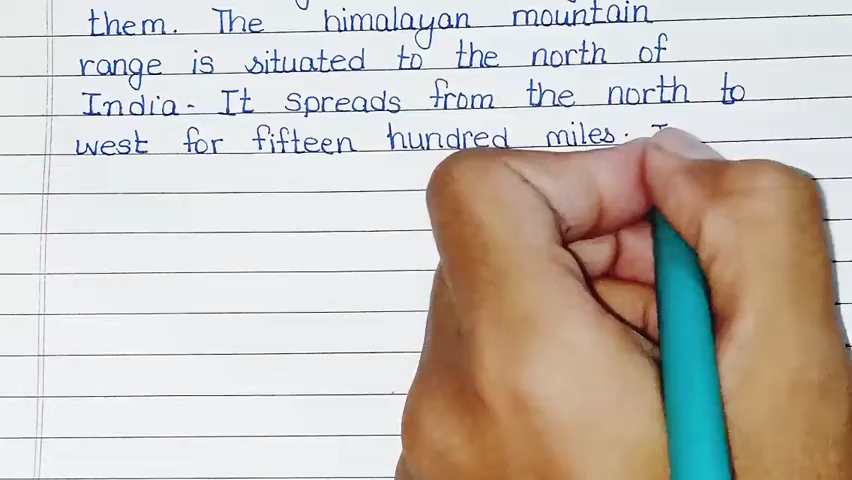 them. The himalayan mountain
range is situated to the north of
India. It spreads from the north to
west for fifteen hundred miles.